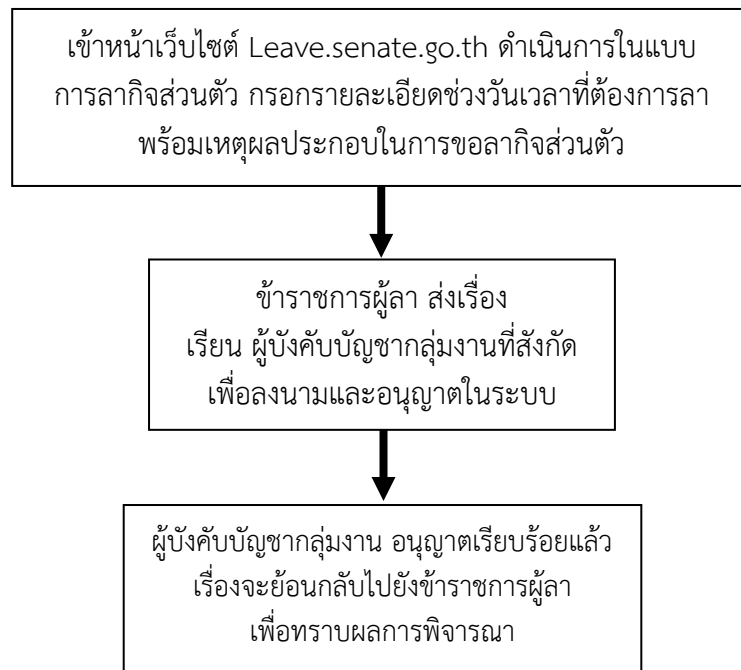 เข้าหน้าเว็บไซต์ Leave.senate.go.th ดำเนินการในแบบ
การลากิจส่วนตัว กรอกรายละเอียดช่วงวันเวลาที่ต้องการลา
พร้อมเหตุผลประกอบในการขอลากิจส่วนตัว
ข้าราชการผู้ลา ส่งเรื่อง
เรียน ผู้บังคับบัญชากลุ่มงานที่สังกัด
เพื่อลงนามและอนุญาตในระบบ
ผู้บังคับบัญชากลุ่มงาน อนุญาตเรียบร้อยแล้ว
เรื่องจะย้อนกลับไปยังข้าราชการผู้ลา
เพื่อทราบผลการพิจารณา